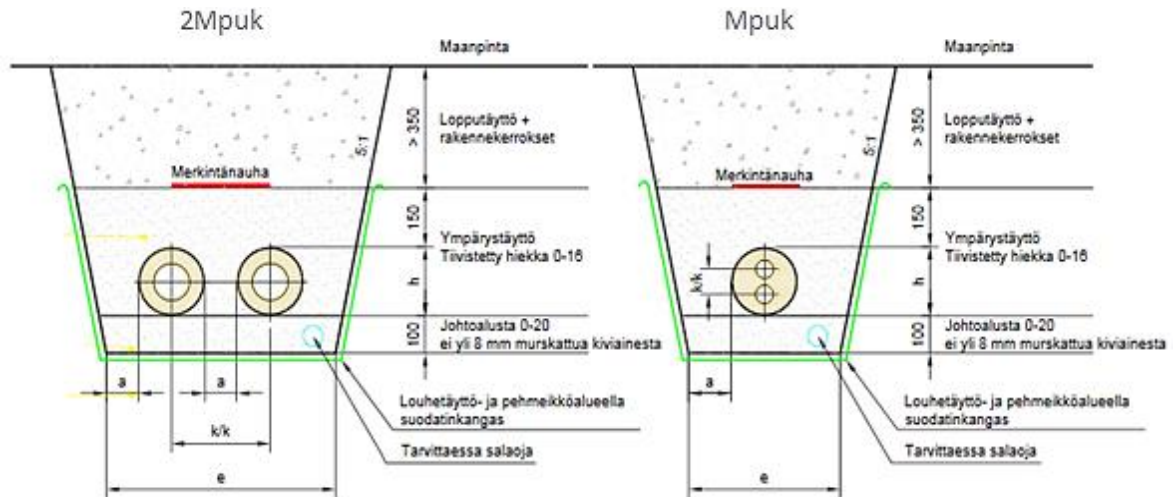 2Mpuk
Maanpinta
> 350
Lopputäyttö +
rakennekerrokset
5:1
Merkintänauha
150
Ympärystäyttö
Tiivistetty hiekka 0-16
h
100
Johtoalusta 0-20
ei yli 8 mm murskattua kiviainesta
a
a
k/k
e
Louhetäyttö- ja pehmeikköalueella
suodatinkangas
Tarvittaessa salaoja
Mpuk
Maanpinta
> 350
Lopputäyttö +
rakennekerrokset
5:1
Merkintänauha
150
Ympärystäyttö
Tiivistetty hiekka 0-16
k/k
h
100
Johtoalusta 0-20
ei yli 8 mm murskattua kiviainesta
a
e
Louhetäyttö- ja pehmeikköalueella
suodatinkangas
Tarvittaessa salaoja